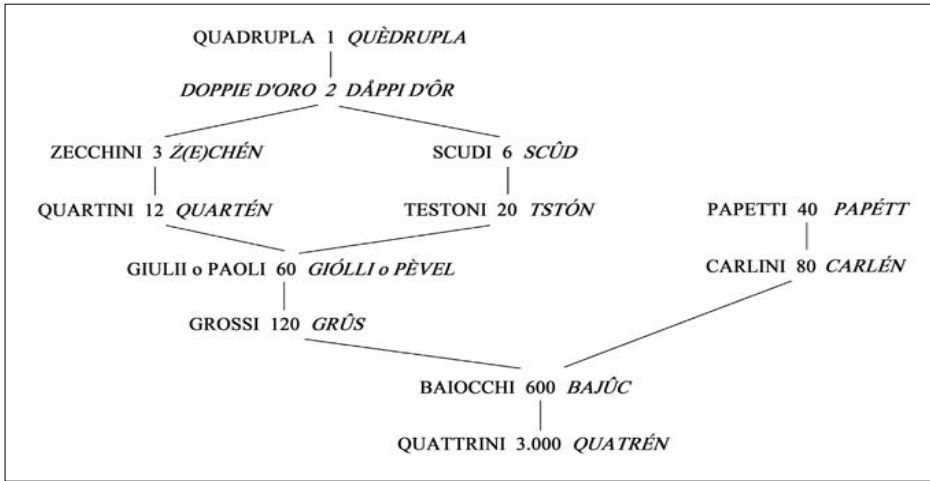 QUADRUPLA 1 QUÈDRUPLA
DOPPIE D'ORO 2 DÅPPI D'ÔR
ZECCHINI 3 Ż(E)CHÉN SCUDI 6 SCÛD
QUARTINI 12 QUARTÉN TESTONI 20 TSTÓN PAPETTI 40 PAPÉTT
GIULII o PAOLI 60 GIÓLLI o PÈVEL CARLINI 80 CARLÉN
GROSSI 120 GRÛS
BAIOCCHI 600 BAJÛC
QUATTRINI 3.000 QUATRÉN